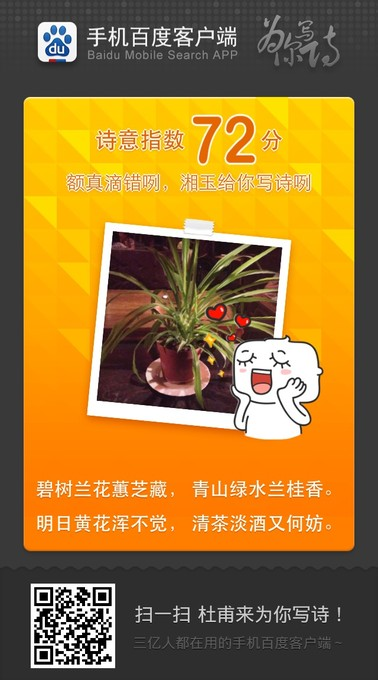 手机百度客户端
Baidu Mobile Search APP
为你写诗
du
诗意指数72分
额真滴错咧，湘玉给你写诗咧
碧树兰花蕙芝藏，青山绿水兰桂香。
明日黄花浑不觉，清茶淡酒又何妨。
扫一扫 杜甫来为你写诗！
三亿人都在用的手机百度客户端~